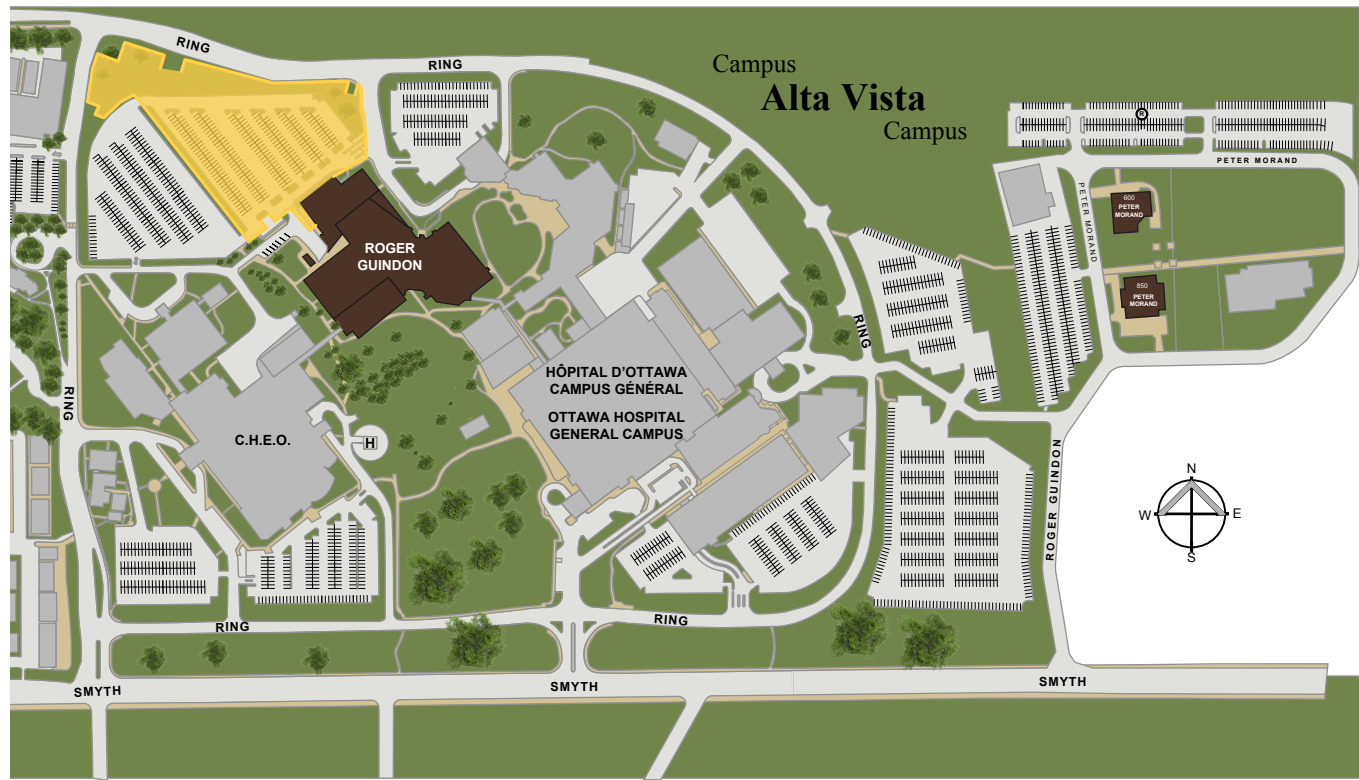 RING
RING
Campus
Alta Vista
Campus
R
PETER MORAND
PETER MORAND
600
PETER
MORAND
850
PETER
MORAND
ROGER
GUINDON
RING
HÔPITAL D'OTTAWA
CAMPUS GÉNÉRAL
OTTAWA HOSPITAL
GENERAL CAMPUS
RING
C.H.E.O.
H
ROGER GUINDON
N
W
E
S
RING
RING
SMYTH
SMYTH
SMYTH